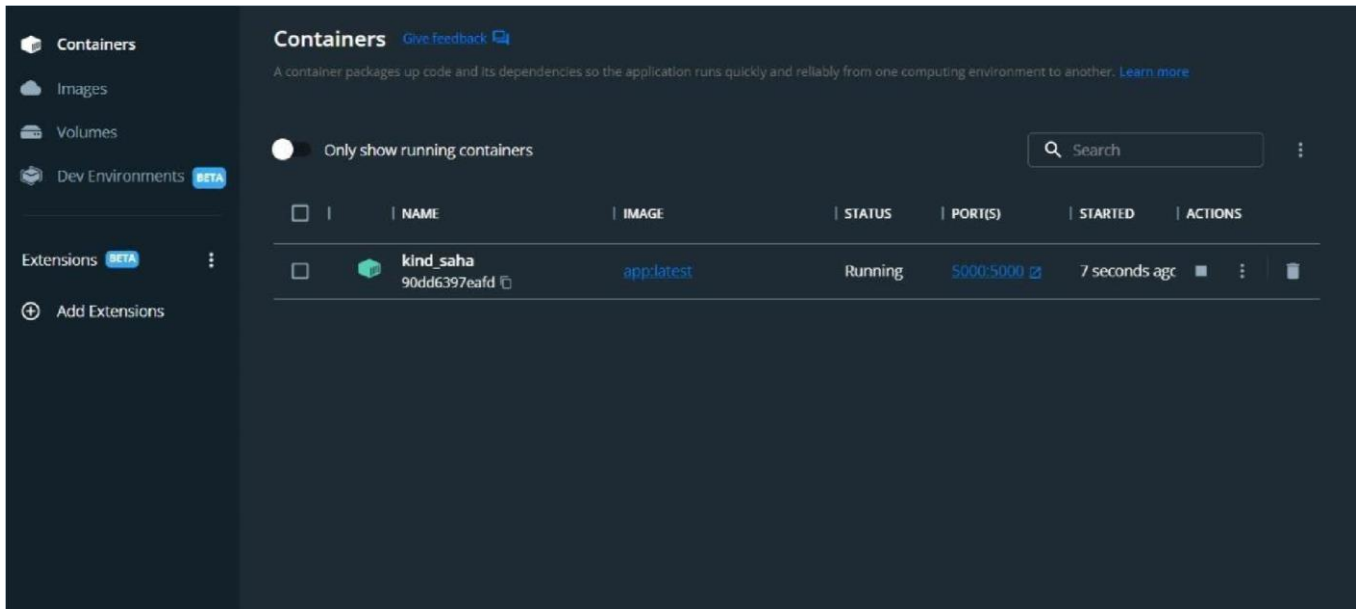 Containers
Images
Volumes
Dev Environments BETA
Extensions BETA
Add Extensions
Containers Give feedback
A container packages up code and its dependencies so the application runs quickly and reliably from one computing environment to another. Learn more
Only show running containers
Search
NAME IMAGE STATUS PORT(S) STARTED ACTIONS
kind_saha app:latest Running 5000:5000 7 seconds agc
90dd6397eafd